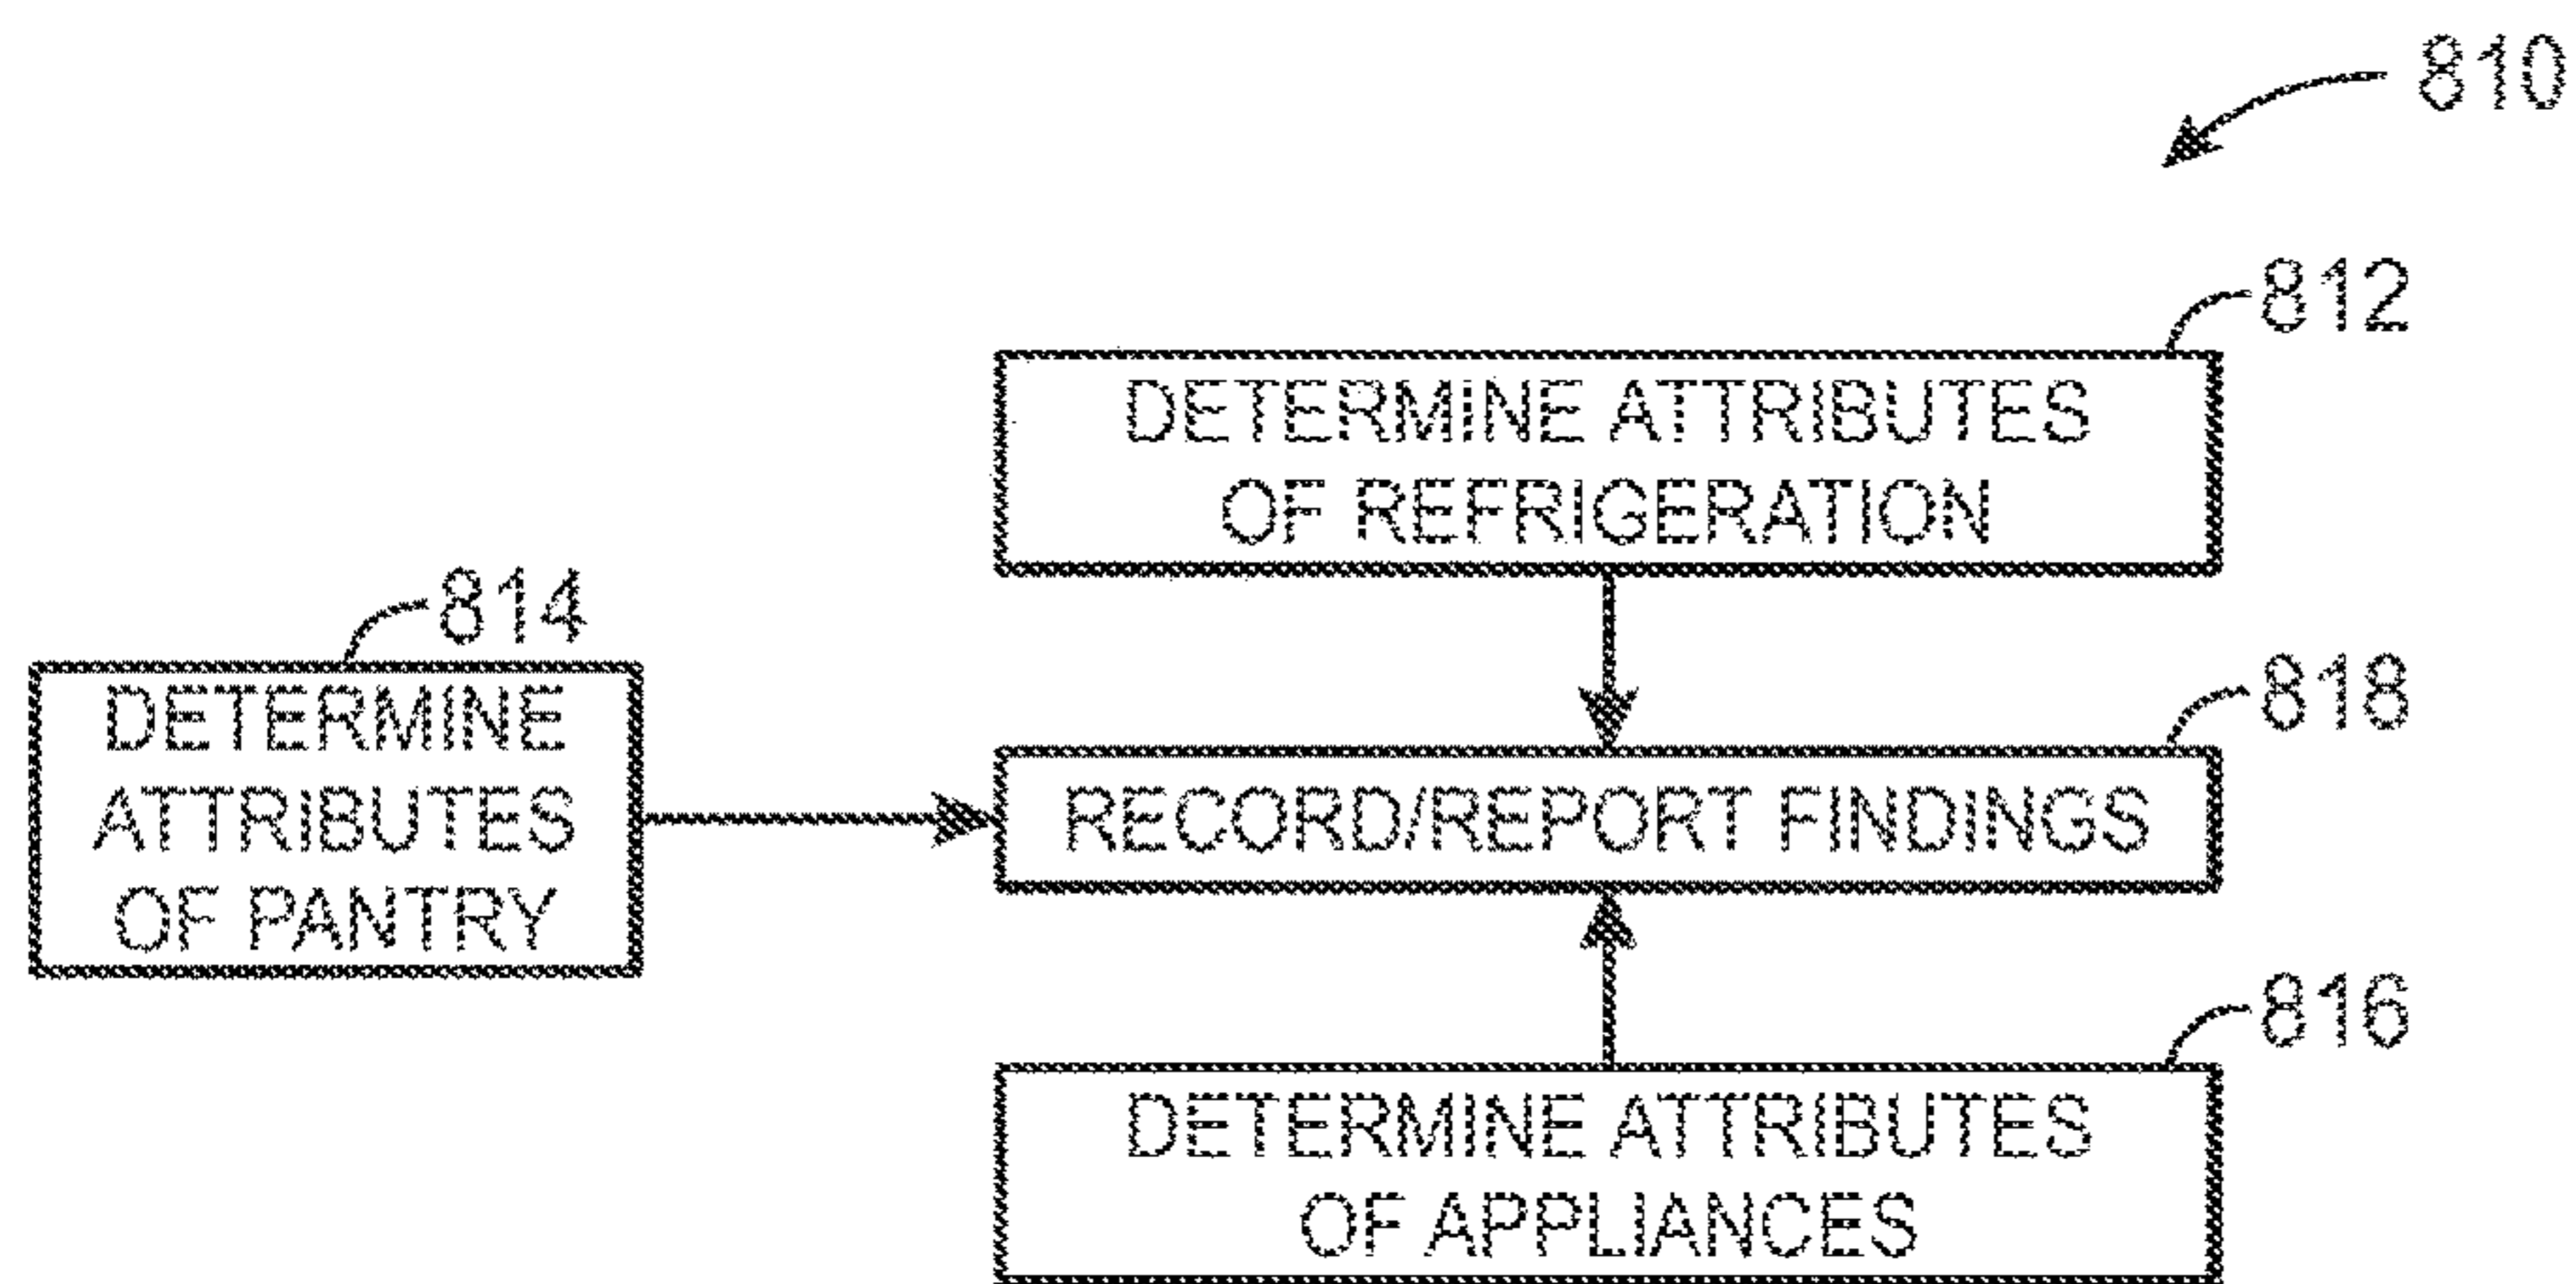 810
812
DETERMINE ATTRIBUTES
OF REFRIGERATION
814
DETERMINE
ATTRIBUTES
OF PANTRY
818
RECORD/REPORT FINDINGS
816
DETERMINE ATTRIBUTES
OF APPLIANCES